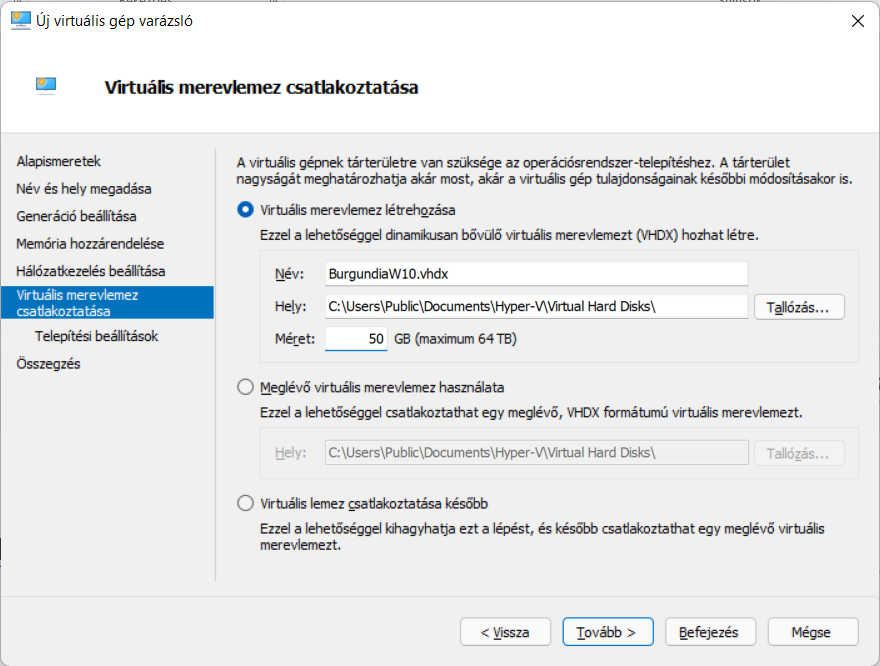 Új virtuális gép varázsló
Virtuális merevlemez csatlakoztatása
Alapismeretek
Név és hely megadása
Generáció beállítása
Memória hozzárendelése
Hálózatkezelés beállítása
Virtuális merevlemez
csatlakoztatása
Telepítési beállítások
Összegzés
A virtuális gépnek tárterületre van szüksége az operációsrendszer-telepítéshez. A tárterület
nagyságát meghatározhatja akár most, akár a virtuális gép tulajdonságainak későbbi módosításakor is.
Virtuális merevlemez létrehozása
Ezzel a lehetőséggel dinamikusan bővülő virtuális merevlemezt (VHDX) hozhat létre.
Név: BurgundiaW10.vhdx
Hely: C:\Users\Public\Documents\Hyper-V\Virtual Hard Disks\ Tallózás...
Méret: 50 GB (maximum 64 TB)
Meglévő virtuális merevlemez használata
Ezzel a lehetőséggel csatlakoztathat egy meglévő, VHDX formátumú virtuális merevlemezt.
Hely: C:\Users\Public\Documents\Hyper-V\Virtual Hard Disks\ Tallózás...
Virtuális lemez csatlakoztatása később
Ezzel a lehetőséggel kihagyhatja ezt a lépést, és később csatlakoztathat egy meglévő virtuális
merevlemezt.
< Vissza Tovább > Befejezés Mégse